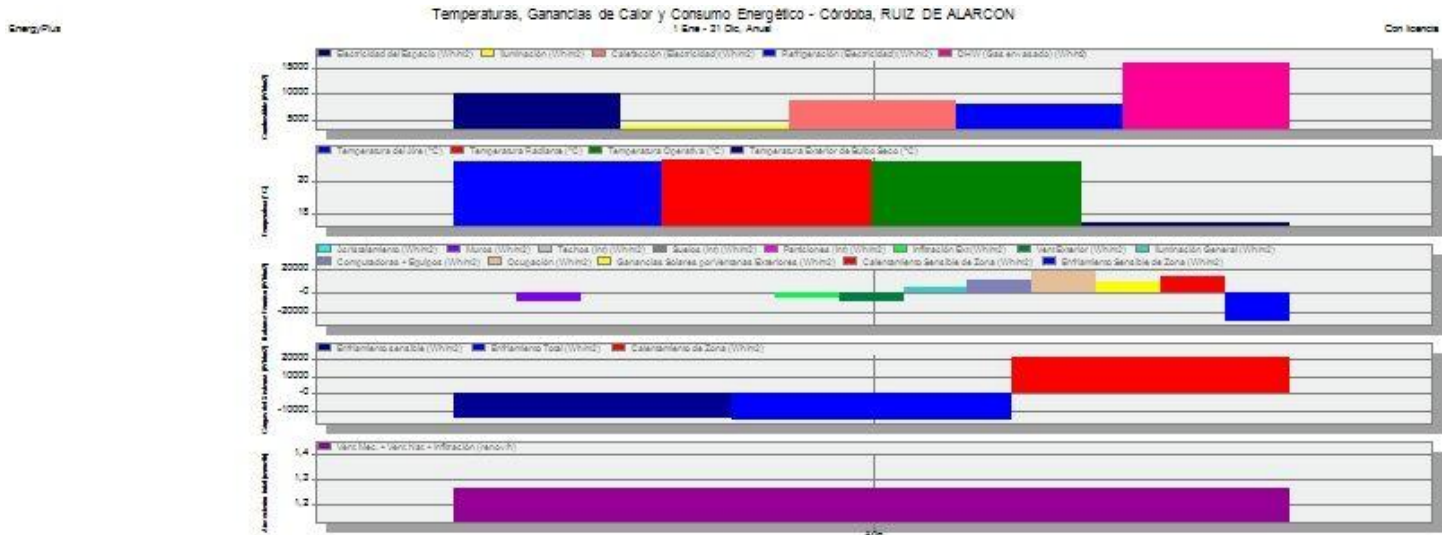 Temperaturas, Ganancias de Calor y Consumo Energético - Córdoba, RUIZ DE ALARCON
EnergyPlus
1 Ene - 31 Dic, Anual
Con licencia
Electricidad del Espacio (Wh/m2) Iluminación (Wh/m2) Calefacción (Electricidad) (Wh/m2) Refrigeración (Electricidad) (Wh/m2) DHW (Gas envasado) (Wh/m2)
15000
10000
5000
Temperatura del Aire (°C) Temperatura Radiante (°C) Temperatura Operativa (°C) Temperatura Exterior de Bulbo Seco (°C)
Temperatura (°C)
20
15
Acristalamiento (Wh/m2) Muros (Wh/m2) Techos (int) (Wh/m2) Suelos (int) (Wh/m2) Particiones (int) (Wh/m2) Infiltración Ext (Wh/m2) Vent Exterior (Wh/m2) Iluminación General (Wh/m2)
Computadoras + Equipos (Wh/m2) Ocupación (Wh/m2) Ganancias Solares por Ventanas Exteriores (Wh/m2) Calentamiento Sensible de Zona (Wh/m2) Enfriamiento Sensible de Zona (Wh/m2)
20000
-0
-20000
Enfriamiento sensible (Wh/m2) Enfriamiento Total (Wh/m2) Calentamiento de Zona (Wh/m2)
20000
10000
-0
-10000
Vent Mec. + Vent Nat + Infiltración (renov/h)
1,4
1,3
1,2
Año